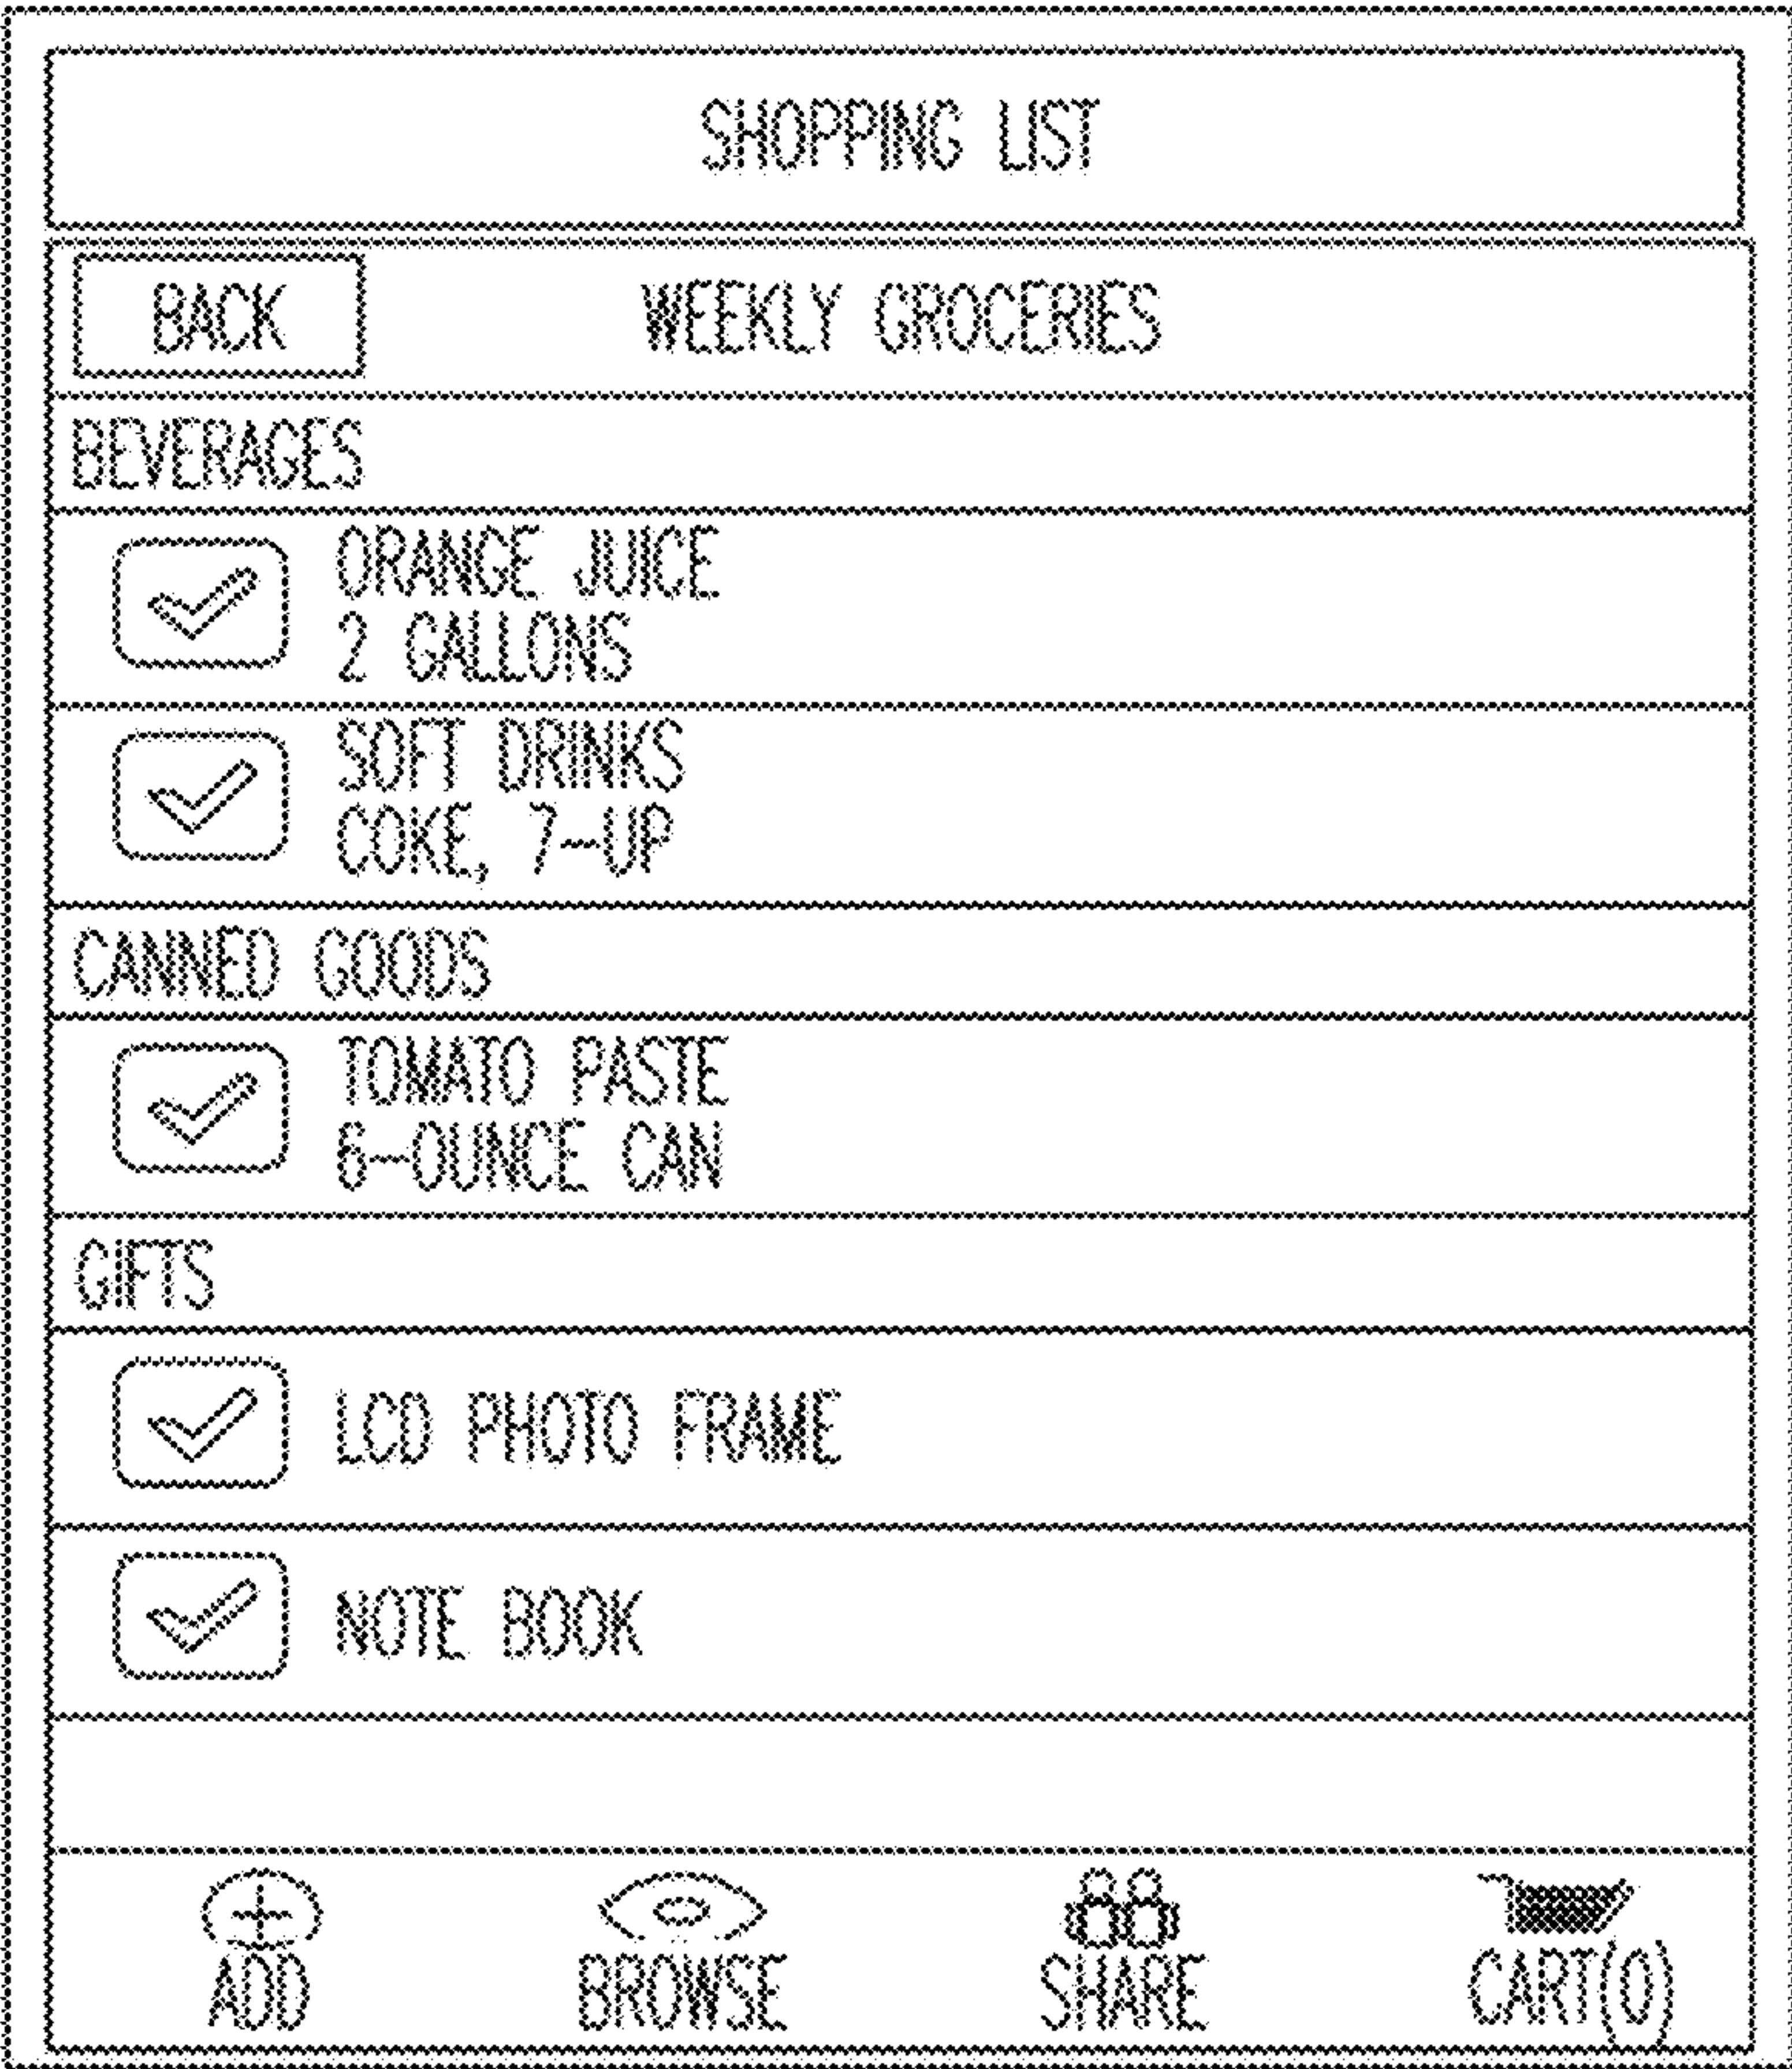 SHOPPING LIST
BACK
WEEKLY GROCERIES
BEVERAGES
ORANGE JUICE
2 GALLONS
SOFT DRINKS
COKE, 7-UP
CANNED GOODS
TOMATO PASTE
6-OUNCE CAN
GIFTS
LCD PHOTO FRAME
NOTE BOOK
ADD
BROWSE
SHARE
CART(0)